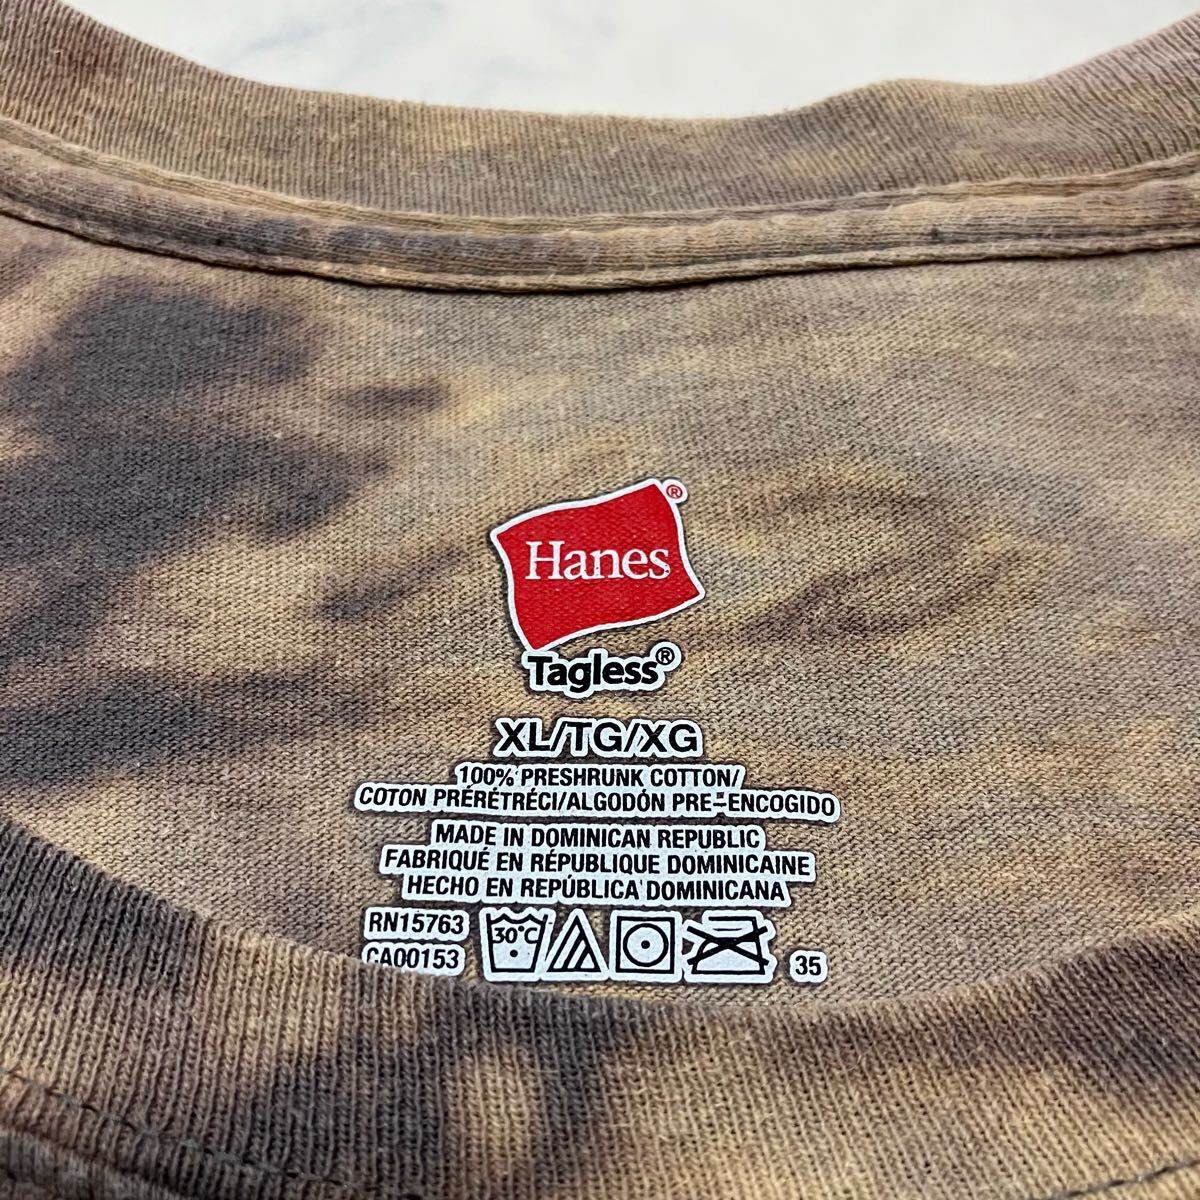 Hanes®
Tagless®
XL/TG/XG
100% PRESHRUNK COTTON/
COTON PRÉRÉTRÉCI/ALGODÓN PRE-ENCOGIDO
MADE IN DOMINICAN REPUBLIC
FABRIQUÉ EN RÉPUBLIQUE DOMINICAINE
HECHO EN REPÚBLICA DOMINICANA
RN15763
CA00153
30°C
35